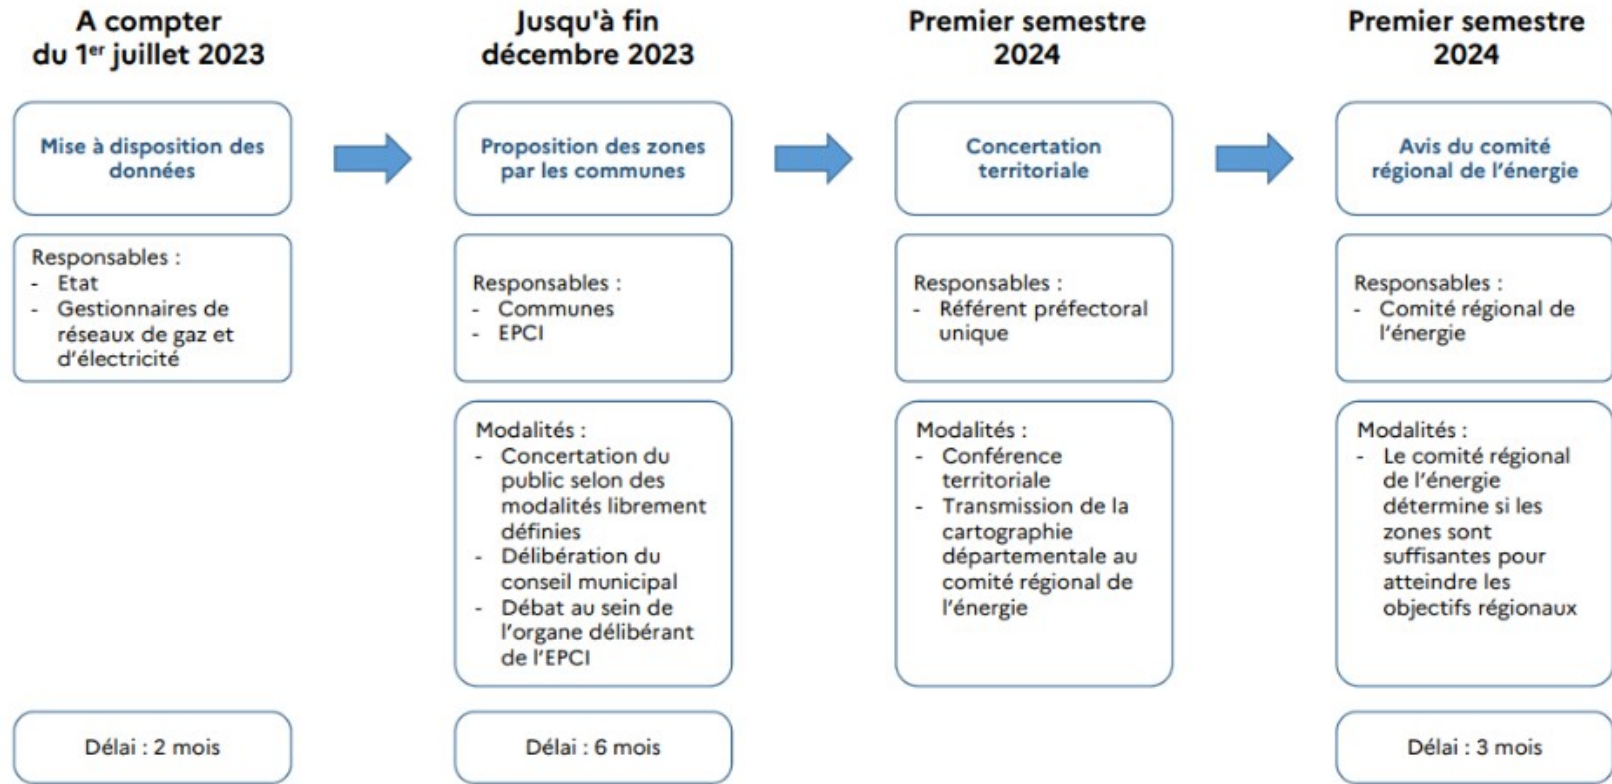 A compter
du 1er juillet 2023
Jusqu'à fin
décembre 2023
Premier semestre
2024
Premier semestre
2024
Mise à disposition des
données
Proposition des zones
par les communes
Concertation
territoriale
Avis du comité
régional de l'énergie
Responsables :
- Etat
- Gestionnaires de
réseaux de gaz et
d'électricité
Responsables :
- Communes
- EPCI
Responsables :
- Référent préfectoral
unique
Responsables :
- Comité régional de
l'énergie
Modalités :
- Concertation du
public selon des
modalités librement
définies
- Délibération du
conseil municipal
- Débat au sein de
l'organe délibérant
de l'EPCI
Modalités :
- Conférence
territoriale
- Transmission de la
cartographie
départementale au
comité régional de
l'énergie
Modalités :
- Le comité régional
de l'énergie
détermine si les
zones sont
suffisantes pour
atteindre les
objectifs régionaux
Délai : 2 mois
Délai : 6 mois
Délai : 3 mois